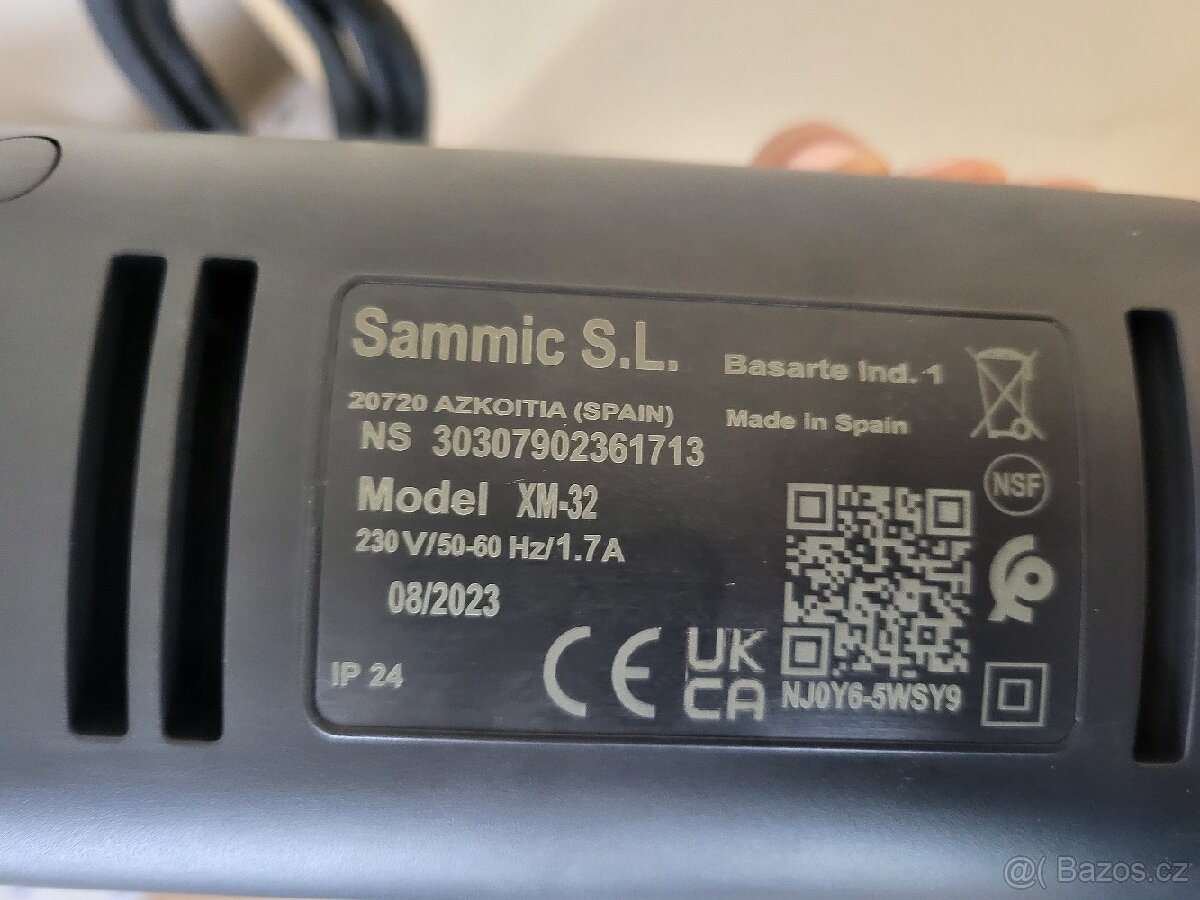 Sammic S.L. Basarte Ind. 1
20720 AZKOITIA (SPAIN) Made in Spain
NS 30307902361713
Model XM-32
230 V/50-60 Hz/1.7A
08/2023
IP 24
CE
UK
CA
NJ0Y6-5WSY9
NSF
@( Bazos.cz